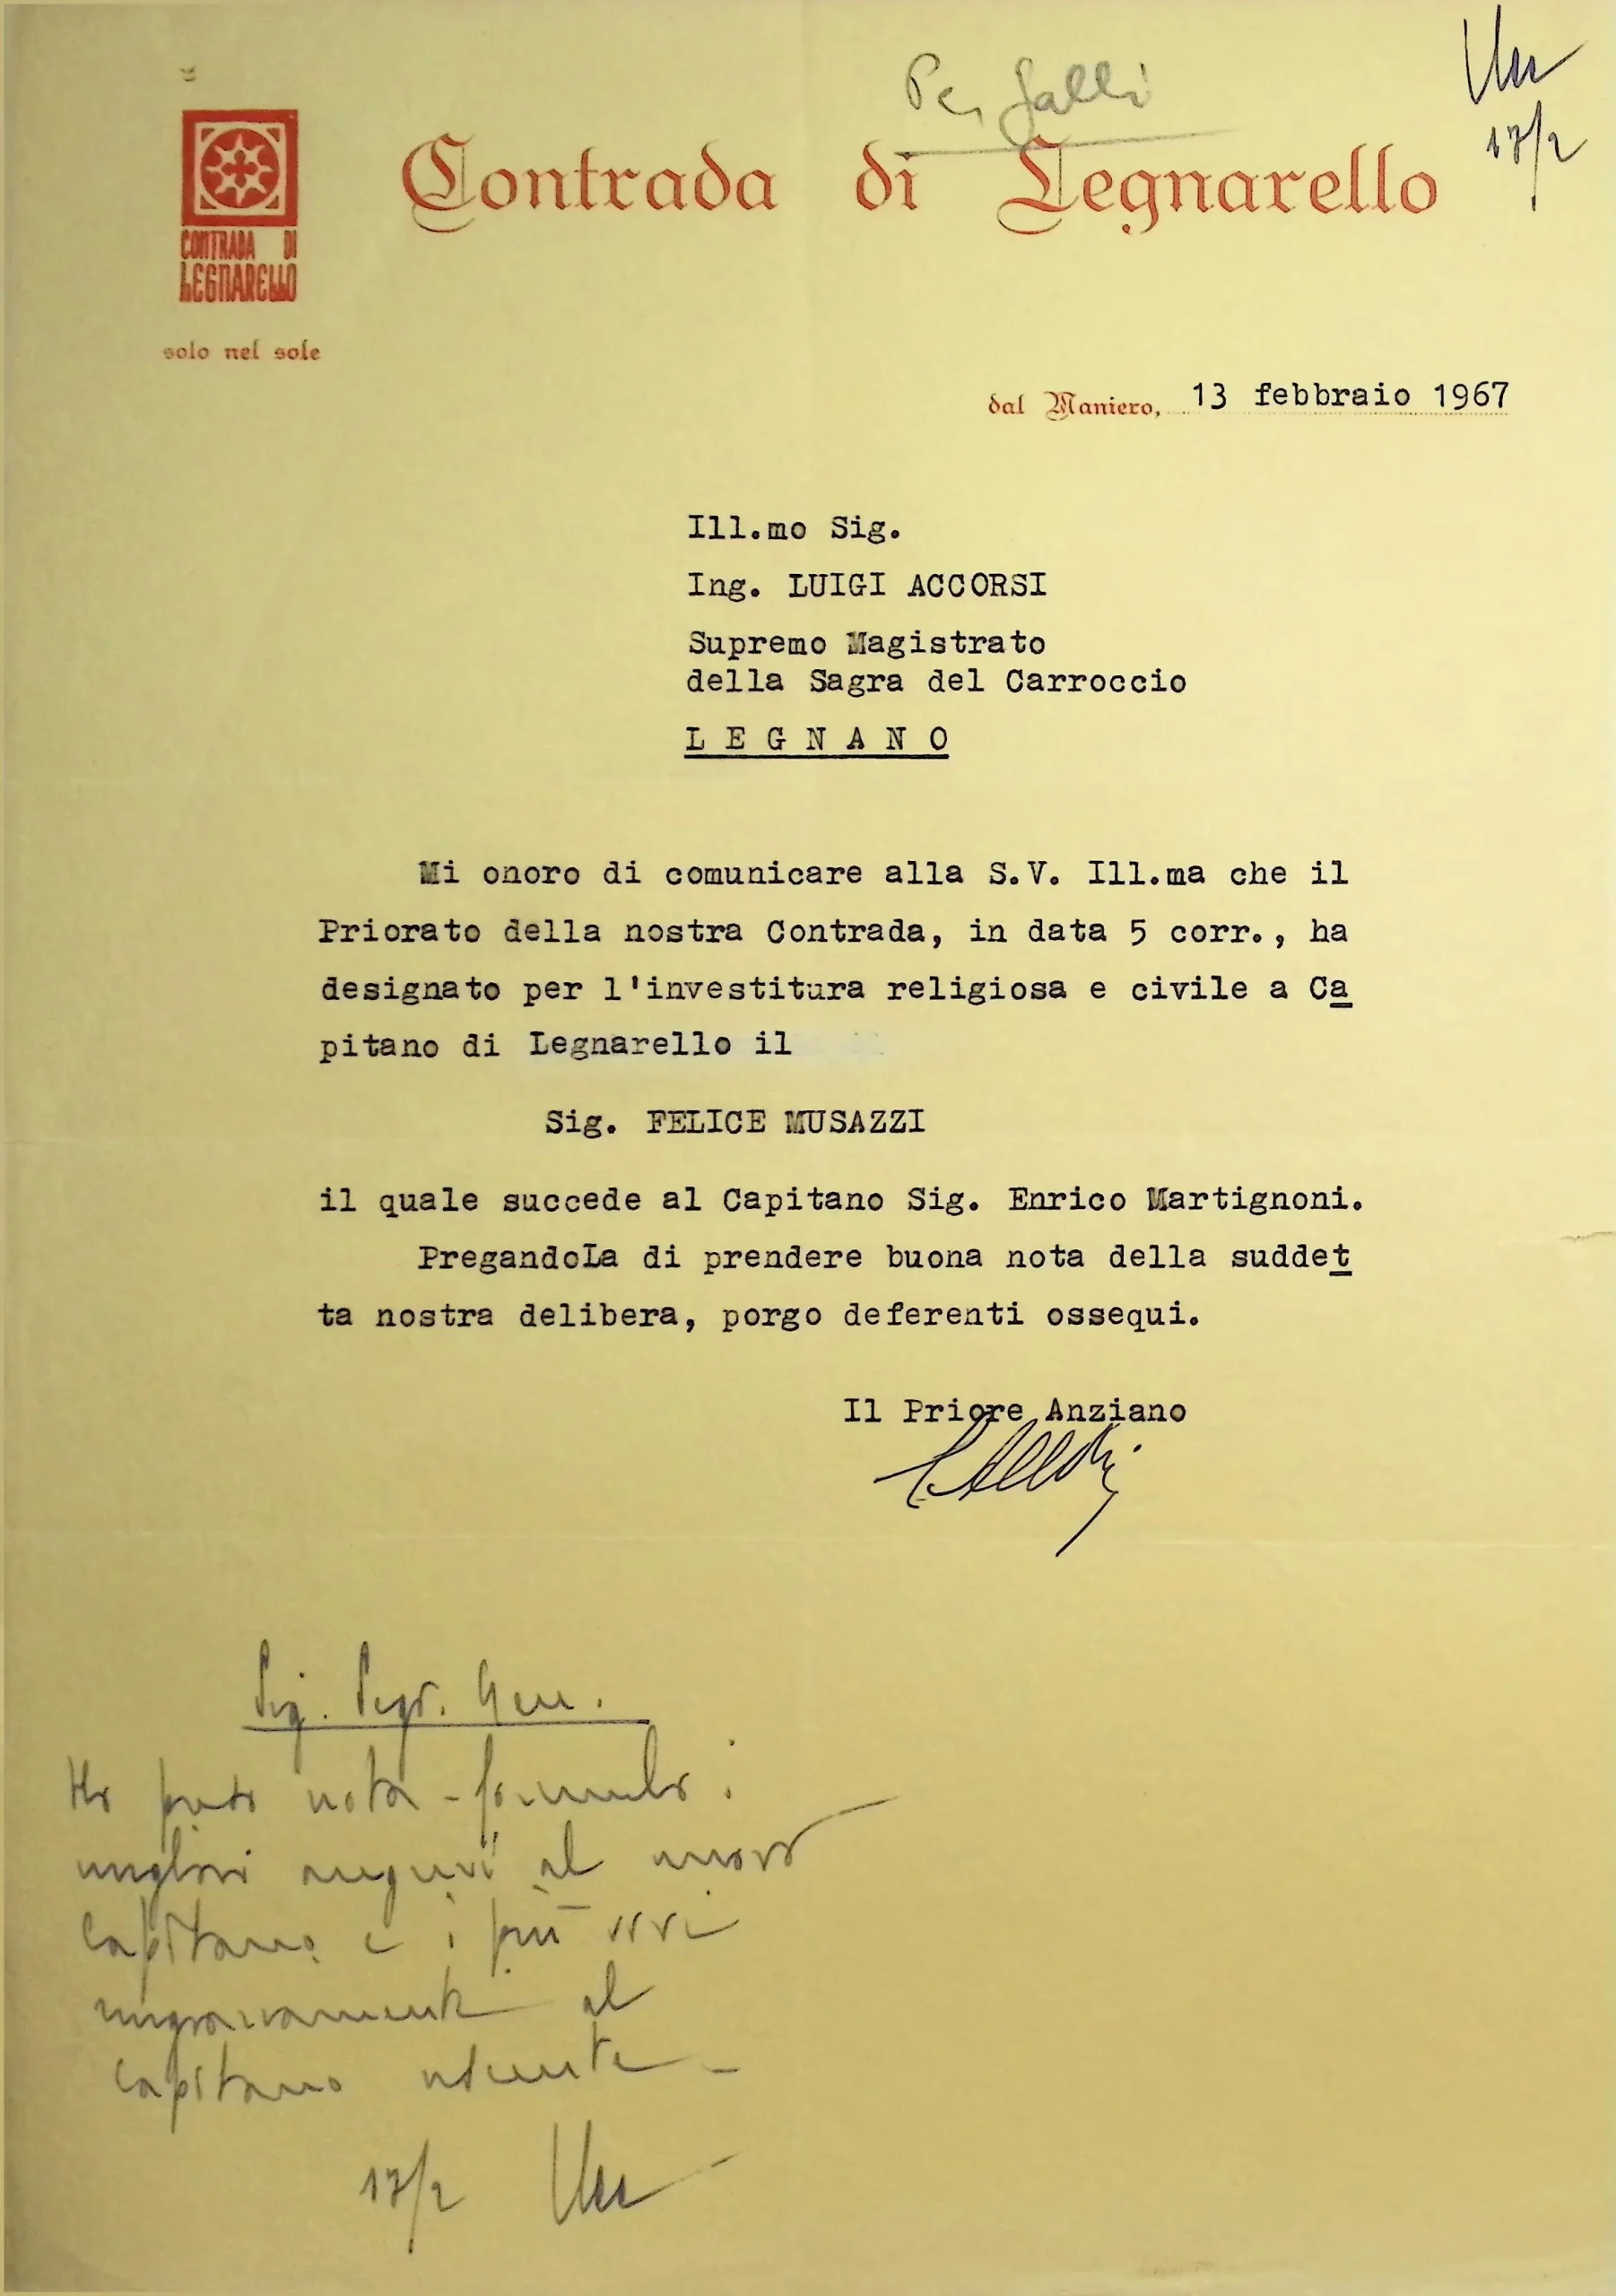 Per Galli
17/2
Contrada di Legnarello
CONTRADA DI
LEGNARELLO
solo nel sole
dal Maniero, 13 febbraio 1967
Ill.mo Sig.
Ing. LUIGI ACCORSI
Supremo Magistrato
della Sagra del Carroccio
L E G N A N O
Mi onoro di comunicare alla S.V. Ill.ma che il
Priorato della nostra Contrada, in data 5 corr., ha
designato per l'investitura religiosa e civile a Ca
pitano di Legnarello il
Sig. FELICE MUSAZZI
il quale succede al Capitano Sig. Enrico Martignoni.
PregandoLa di prendere buona nota della suddet
ta nostra delibera, porgo deferenti ossequi.
Il Priore Anziano
Sig. Segr. Gen.
Ho preso nota - formulo i
migliori auguri al nuovo
capitano e i più vivi
ringraziamenti al
capitano uscente -
17/2